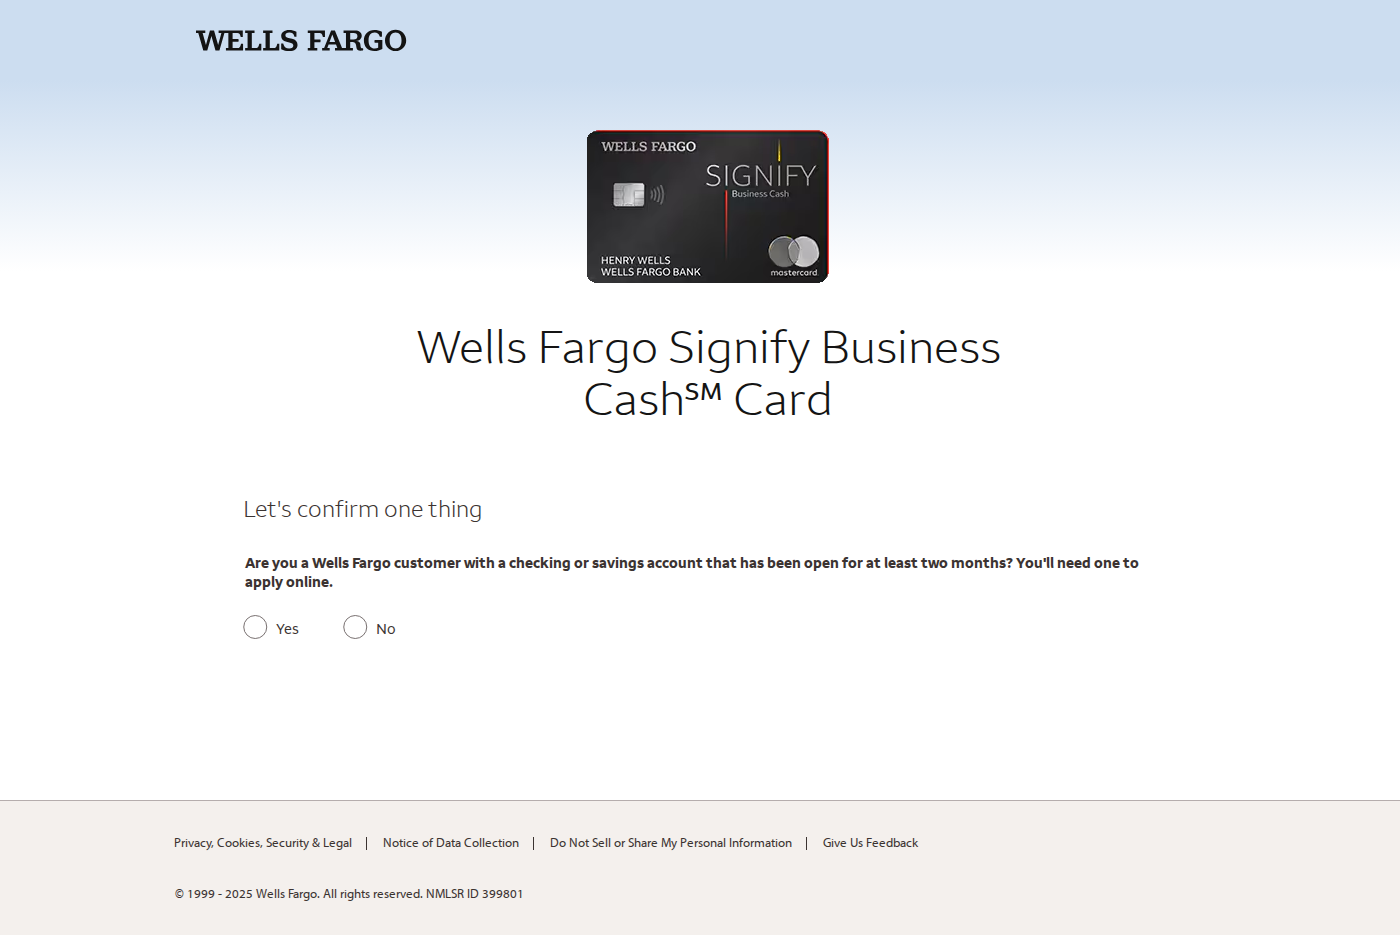 WELLS FARGO
WELLS FARGO
SIGNIFY
Business Cash
HENRY WELLS
WELLS FARGO BANK
mastercard
Wells Fargo Signify Business
Cash℠ Card
Let's confirm one thing
Are you a Wells Fargo customer with a checking or savings account that has been open for at least two months? You'll need one to
apply online.
Yes No
Privacy, Cookies, Security & Legal | Notice of Data Collection | Do Not Sell or Share My Personal Information | Give Us Feedback
© 1999 - 2025 Wells Fargo. All rights reserved. NMLSR ID 399801